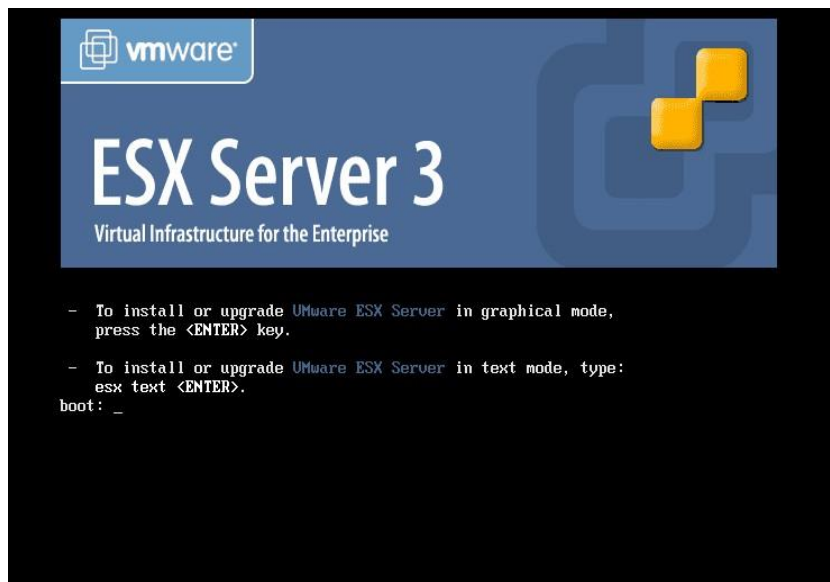 vmware
ESX Server 3
Virtual Infrastructure for the Enterprise
- To install or upgrade VMware ESX Server in graphical mode,
press the <ENTER> key.
- To install or upgrade VMware ESX Server in text mode, type:
esx text <ENTER>.
boot: _